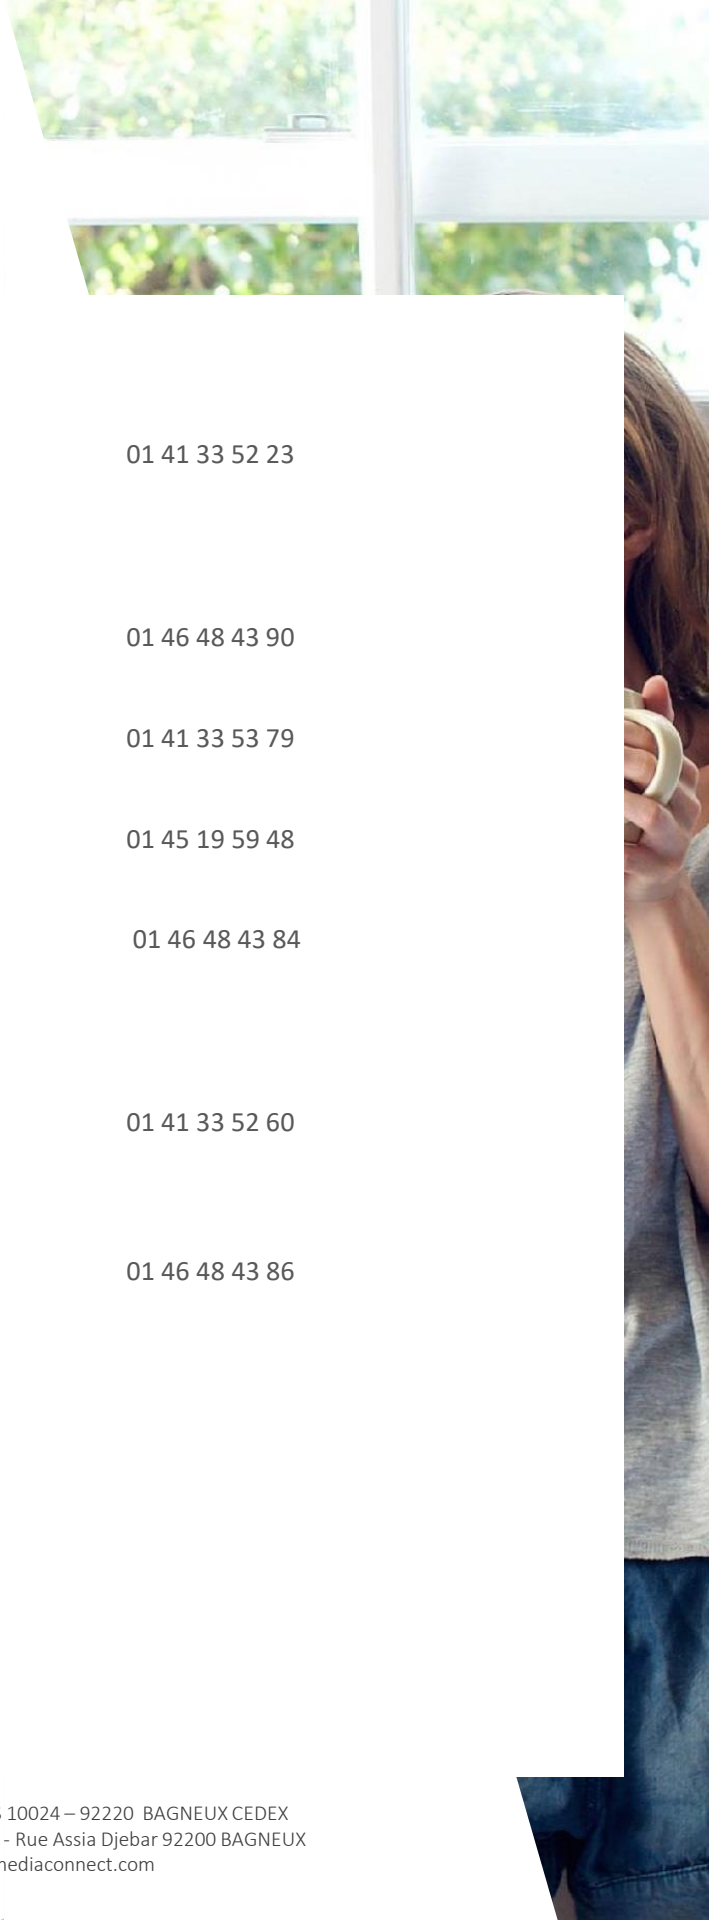 01 41 33 52 23
01 46 48 43 90
01 41 33 53 79
01 45 19 59 48
01 46 48 43 84
01 41 33 52 60
01 46 48 43 86
10024 – 92220 BAGNEUX CEDEX
- Rue Assia Djebar 92200 BAGNEUX
mediaconnect.com